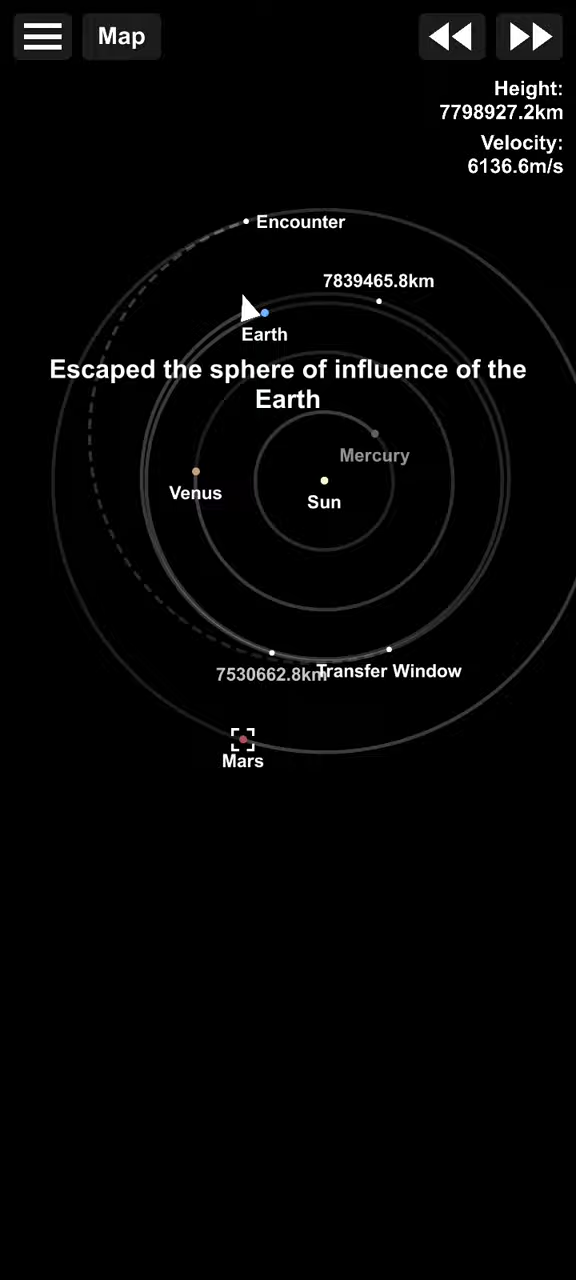 Map
Height:
7798927.2km
Velocity:
6136.6m/s
Encounter
7839465.8km
Earth
Escaped the sphere of influence of the
Earth
Mercury
Venus
Sun
7530662.8km
Transfer Window
Mars